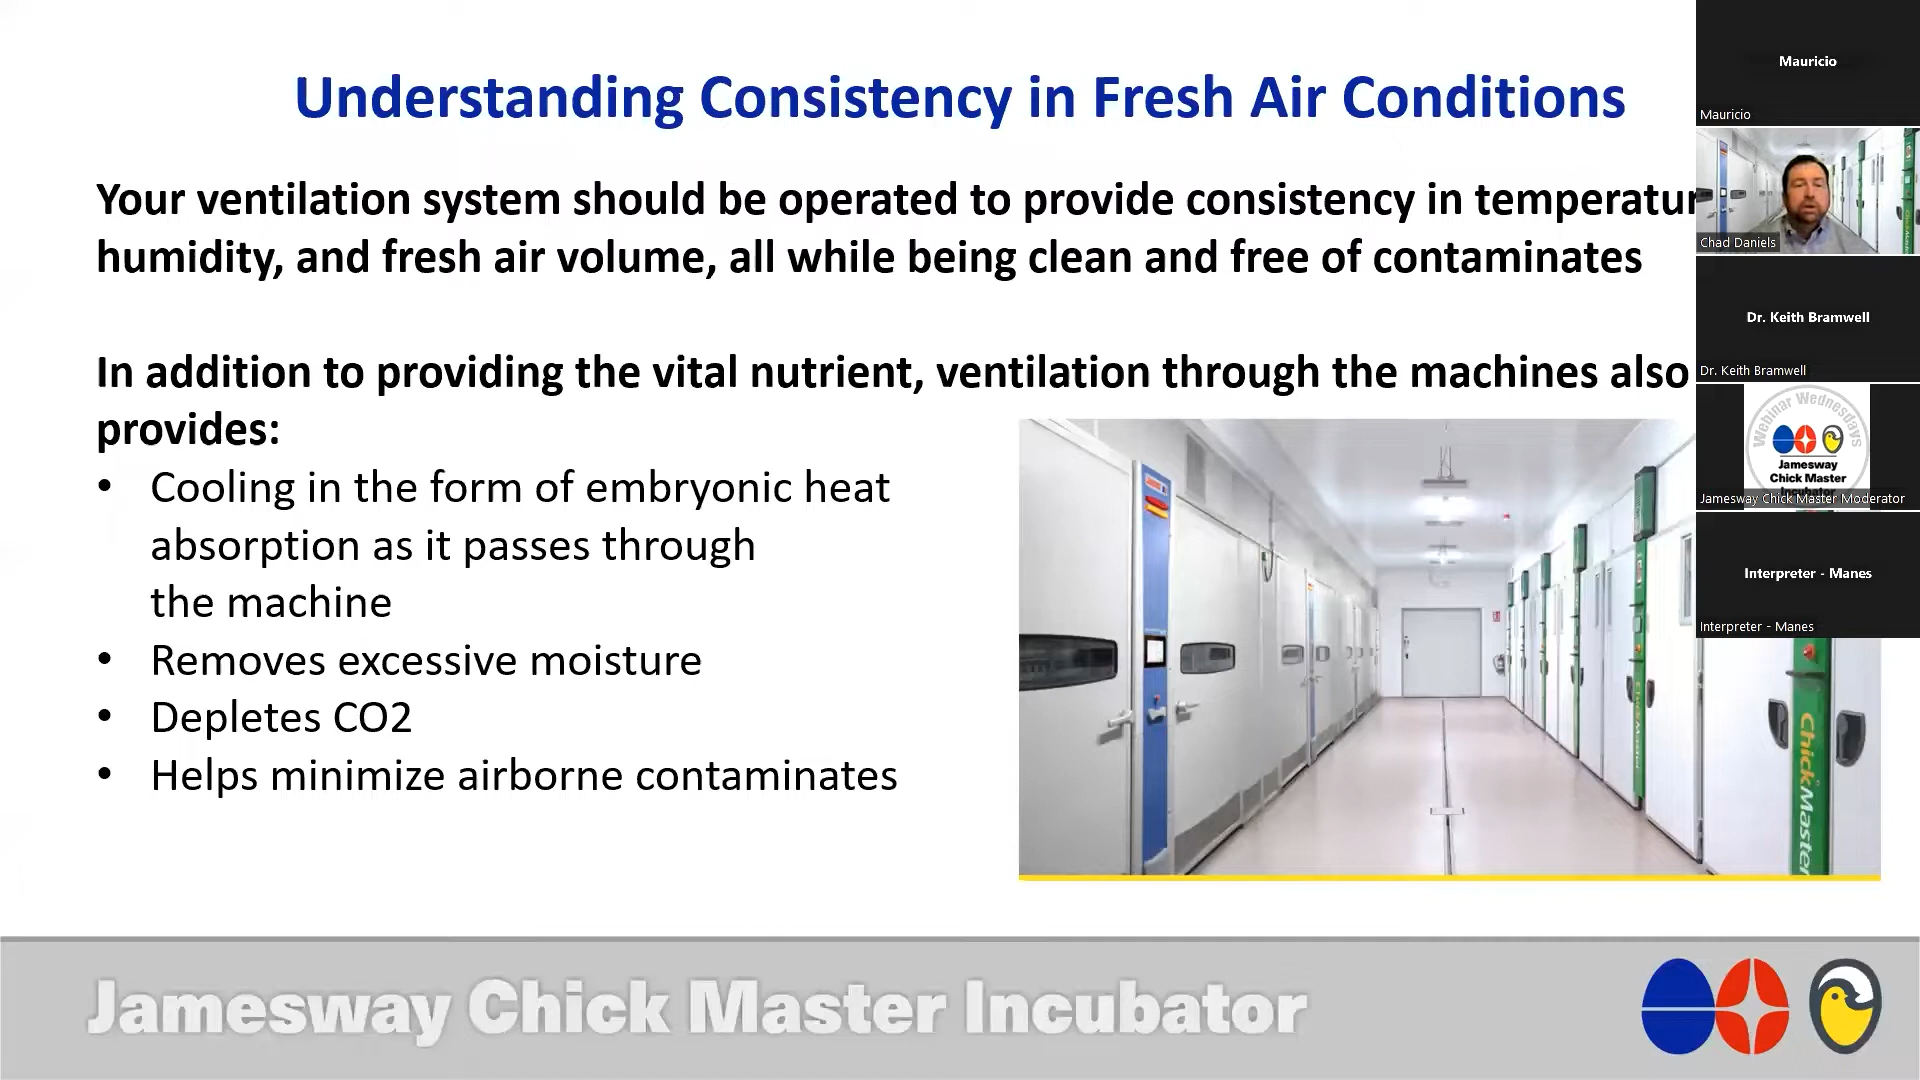 Understanding Consistency in Fresh Air Conditions
Your ventilation system should be operated to provide consistency in temperatur
humidity, and fresh air volume, all while being clean and free of contaminates
In addition to providing the vital nutrient, ventilation through the machines also
provides:
• Cooling in the form of embryonic heat
absorption as it passes through
the machine
• Removes excessive moisture
• Depletes CO2
• Helps minimize airborne contaminates
ChickMaster
ChickMaster
Jamesway Chick Master Incubator
Mauricio
Mauricio
Chad Daniels
Dr. Keith Bramwell
Dr. Keith Bramwell
Webinar Wednesdays
Jamesway
Chick Master
Incubator
Jamesway Chick Master Moderator
Interpreter - Manes
Interpreter - Manes